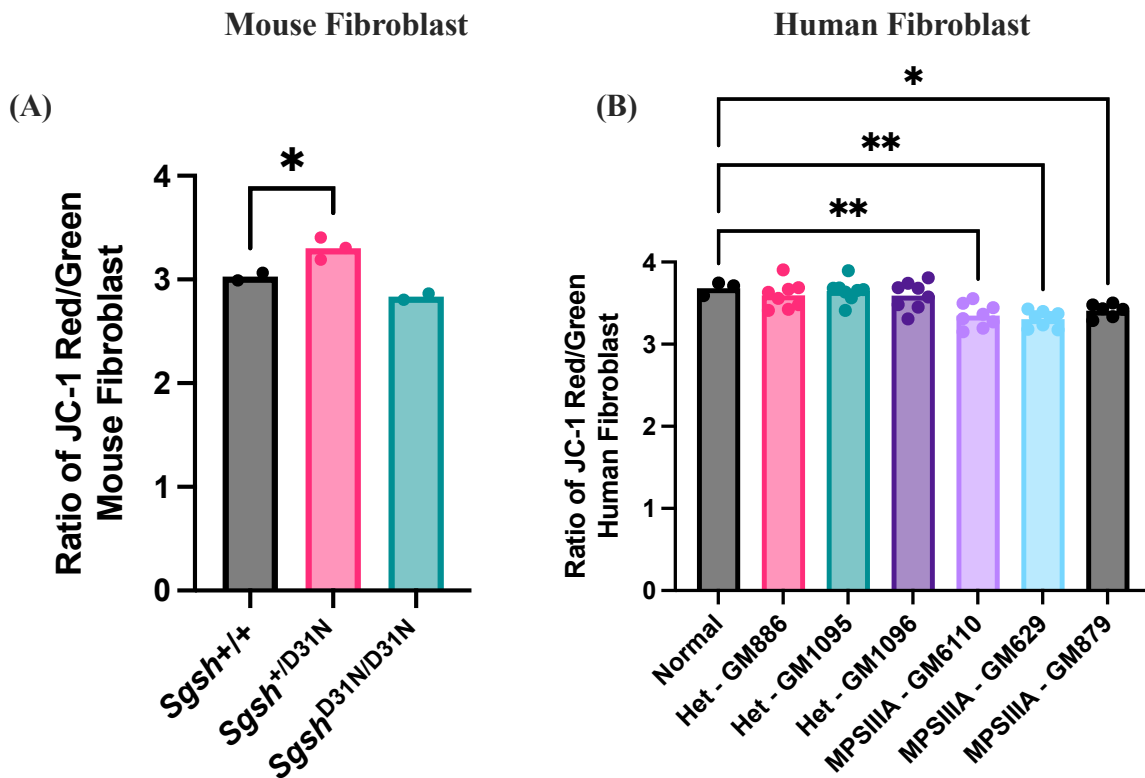 Mouse Fibroblast
Human Fibroblast
(A)
*
4
3
2
1
0
Ratio of JC-1 Red/Green
Mouse Fibroblast
Sgsh+/+
Sgsh+/D31N
SgshD31N/D31N
(B)
*
**
**
4
3
2
1
0
Ratio of JC-1 Red/Green
Human Fibroblast
Normal
Het - GM886
Het - GM1095
Het - GM1096
MPSIIIA - GM6110
MPSIIIA - GM629
MPSIIIA - GM879